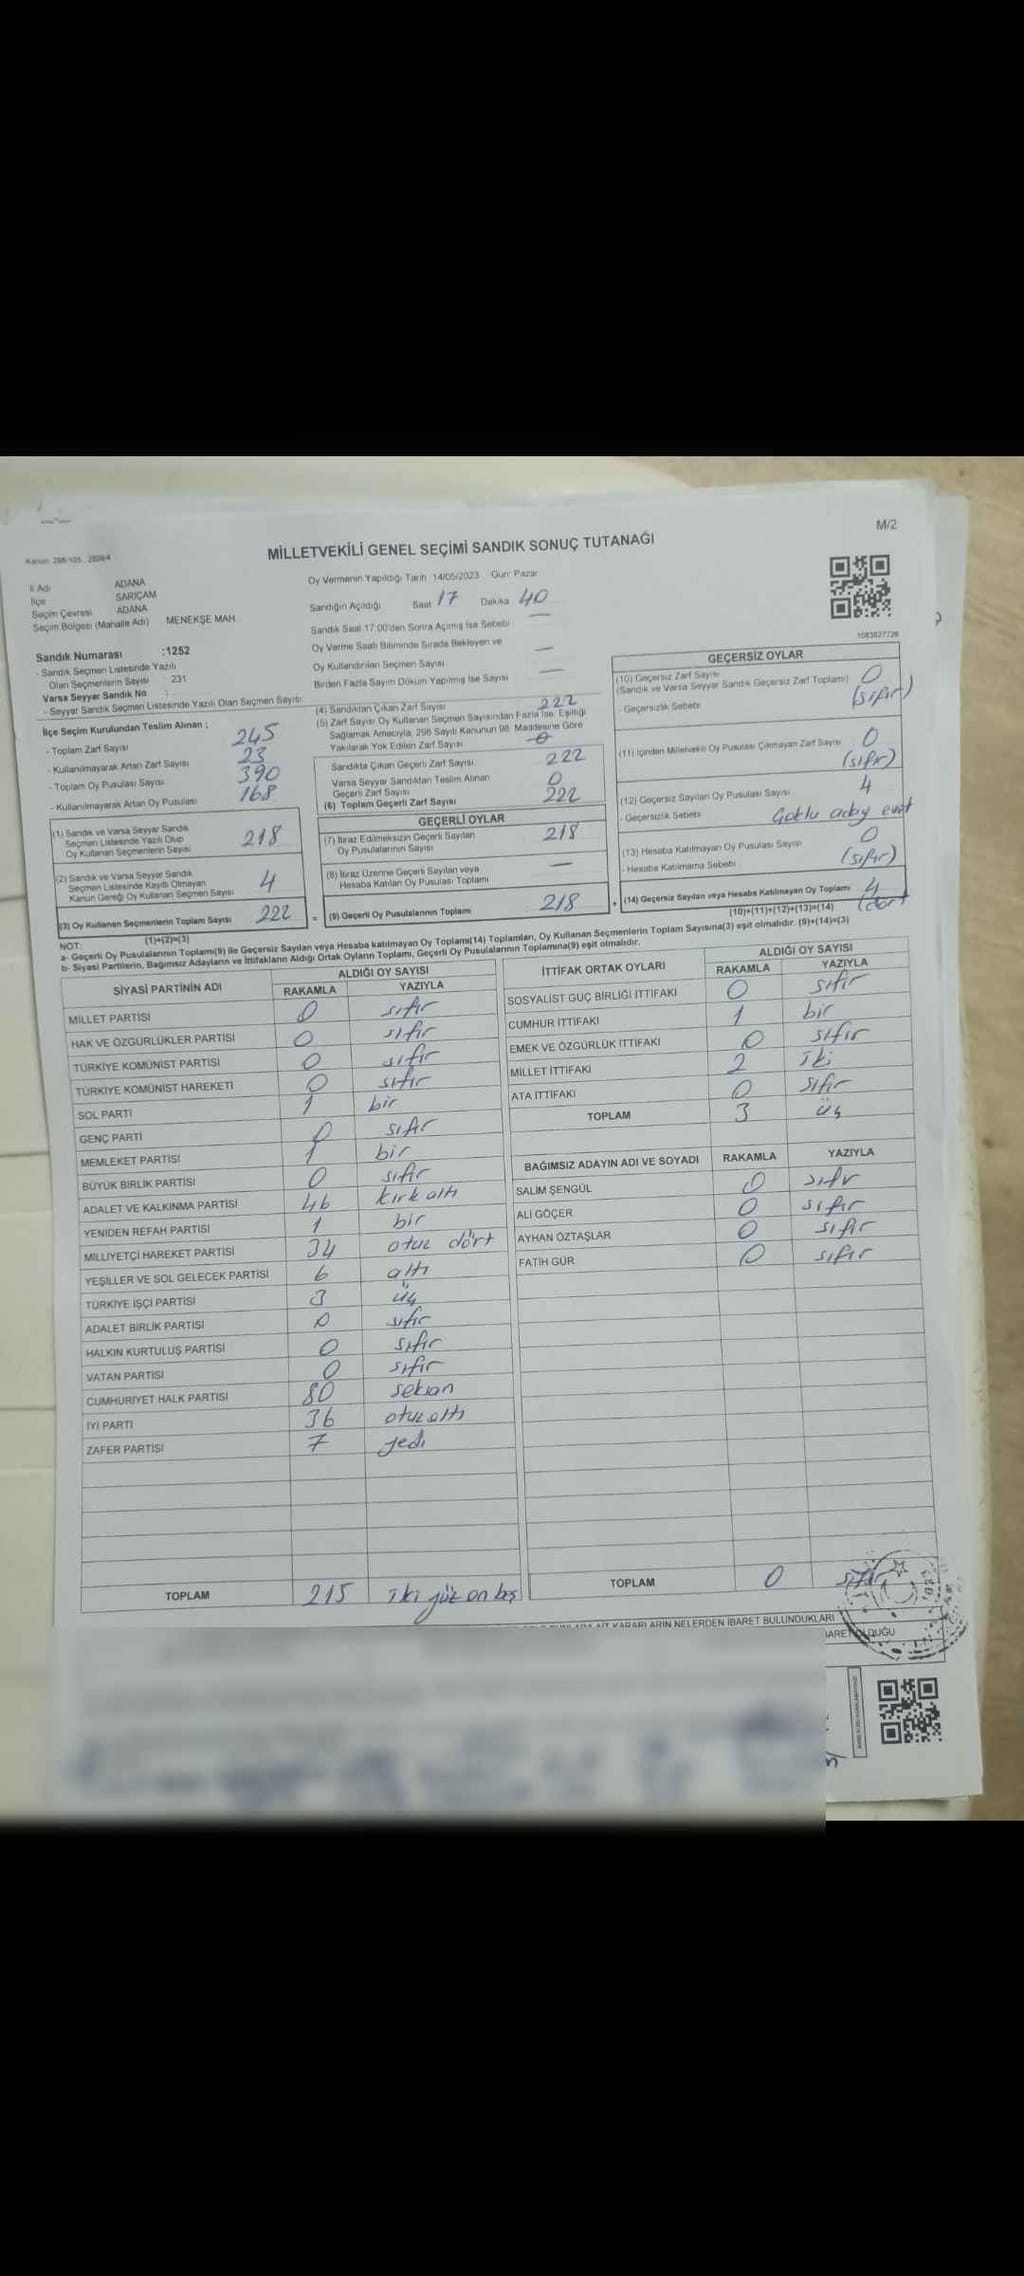 M/2
Kanun: 298/105 . 2839/4
MİLLETVEKİLİ GENEL SEÇİMİ SANDIK SONUÇ TUTANAĞI
İl Adı ADANA
İlçe SARIÇAM
Seçim Çevresi ADANA
Seçim Bölgesi (Mahalle Adı) MENEKŞE MAH
Sandık Numarası :1252
- Sandık Seçmen Listesinde Yazılı
Olan Seçmenlerin Sayısı 231
Varsa Seyyar Sandık No :
- Seyyar Sandık Seçmen Listesinde Yazılı Olan Seçmen Sayısı:
Oy Vermenin Yapıldığı Tarih 14/05/2023 Gün: Pazar
Sandığın Açıldığı Saat 17 Dakika 40
Sandık Saat 17:00'den Sonra Açımış İse Sebebi : —
Oy Verme Saati Bitiminde Sırada Bekleyen ve
Oy Kullandırılan Seçmen Sayısı —
Birden Fazla Sayım Döküm Yapılmış İse Sayısı —
1083827726
İlçe Seçim Kurulundan Teslim Alınan ;
- Toplam Zarf Sayısı 245
- Kullanılmayarak Artan Zarf Sayısı 23
- Toplam Oy Pusulası Sayısı 390
- Kullanılmayarak Artan Oy Pusulası 168
(4) Sandıktan Çıkan Zarf Sayısı 222
(5) Zarf Sayısı Oy Kullanan Seçmen Sayısından Fazla İse, Eşitliği
Sağlamak Amacıyla, 298 Sayılı Kanunun 98. Maddesine Göre
Yakılarak Yok Edilen Zarf Sayısı 0
Sandıkta Çıkan Geçerli Zarf Sayısı 222
Varsa Seyyar Sandıktan Teslim Alınan
Geçerli Zarf Sayısı 0
(6) Toplam Geçerli Zarf Sayısı 222
GEÇERSİZ OYLAR
(10) Geçersiz Zarf Sayısı 0
(Sandık ve Varsa Seyyar Sandık Geçersiz Zarf Toplamı) (sıfır)
- Geçersizlik Sebebi
(11) İçinden Milletvekili Oy Pusulası Çıkmayan Zarf Sayısı 0
(sıfır)
(12) Geçersiz Sayılan Oy Pusulası Sayısı 4
- Geçersizlik Sebebi
(13) Hesaba Katılmayan Oy Pusulası Sayısı 0
- Hesaba Katılmama Sebebi (sıfır)
(14) Geçersiz Sayılan veya Hesaba Katılmayan Oy Toplamı 4
(10)+(11)+(12)+(13)=(14) (dört
(1) Sandık ve Varsa Seyyar Sandık
Seçmen Listesinde Yazılı Olup
Oy Kullanan Seçmenlerin Sayısı 218
(2) Sandık ve Varsa Seyyar Sandık
Seçmen Listesinde Kayıtlı Olmayan
Kanun Gereği Oy Kullanan Seçmen Sayısı 4
(3) Oy Kullanan Seçmenlerin Toplam Sayısı 222
(1)+(2)=(3)
=
GEÇERLİ OYLAR
(7) İtiraz Edilmeksizin Geçerli Sayılan
Oy Pusulalarının Sayısı 218
(8) İtiraz Üzerine Geçerli Sayılan veya
Hesaba Katılan Oy Pusulası Toplamı —
(9) Geçerli Oy Pusulalarının Toplamı 218
+
NOT:
a- Geçerli Oy Pusulalarının Toplamı(9) ile Geçersiz Sayılan veya Hesaba katılmayan Oy Toplamı(14) Toplamları, Oy Kullanan Seçmenlerin Toplam Sayısına(3) eşit olmalıdır. (9)+(14)=(3)
b- Siyasi Partilerin, Bağımsız Adayların ve İttifakların Aldığı Ortak Oyların Toplamı, Geçerli Oy Pusulalarının Toplamına(9) eşit olmalıdır.
SİYASİ PARTİNİN ADI ALDIĞI OY SAYISI
RAKAMLA YAZIYLA
MİLLET PARTİSİ 0 sıfır
HAK VE ÖZGÜRLÜKLER PARTİSİ 0 sıfır
TÜRKİYE KOMÜNİST PARTİSİ 0 sıfır
TÜRKİYE KOMÜNİST HAREKETİ 0 sıfır
SOL PARTİ 1 bir
GENÇ PARTİ 0 sıfır
MEMLEKET PARTİSİ 1 bir
BÜYÜK BİRLİK PARTİSİ 0 sıfır
ADALET VE KALKINMA PARTİSİ 46 kırk altı
YENİDEN REFAH PARTİSİ 1 bir
MİLLİYETÇİ HAREKET PARTİSİ 34 otuz dört
YEŞİLLER VE SOL GELECEK PARTİSİ 6 altı
TÜRKİYE İŞÇİ PARTİSİ 3 üç
ADALET BİRLİK PARTİSİ 0 sıfır
HALKIN KURTULUŞ PARTİSİ 0 sıfır
VATAN PARTİSİ 0 sıfır
CUMHURİYET HALK PARTİSİ 80 seksan
İYİ PARTİ 36 otuz altı
ZAFER PARTİSİ 7 yedi
TOPLAM 215 iki yüz on beş
İTTİFAK ORTAK OYLARI ALDIĞI OY SAYISI
RAKAMLA YAZIYLA
SOSYALİST GÜÇ BİRLİĞİ İTTİFAKI 0 sıfır
CUMHUR İTTİFAKI 1 bir
EMEK VE ÖZGÜRLÜK İTTİFAKI 0 sıfır
MİLLET İTTİFAKI 2 iki
ATA İTTİFAKI 0 sıfır
TOPLAM 3 üç
BAĞIMSIZ ADAYIN ADI VE SOYADI RAKAMLA YAZIYLA
SALİM ŞENGÜL 0 sıfır
ALİ GÖÇER 0 sıfır
AYHAN ÖZTAŞLAR 0 sıfır
FATİH GÜR 0 sıfır
TOPLAM 0 sıfır
KARARLARIN NELERDEN İBARET BULUNDUKLARI
OLDUĞU